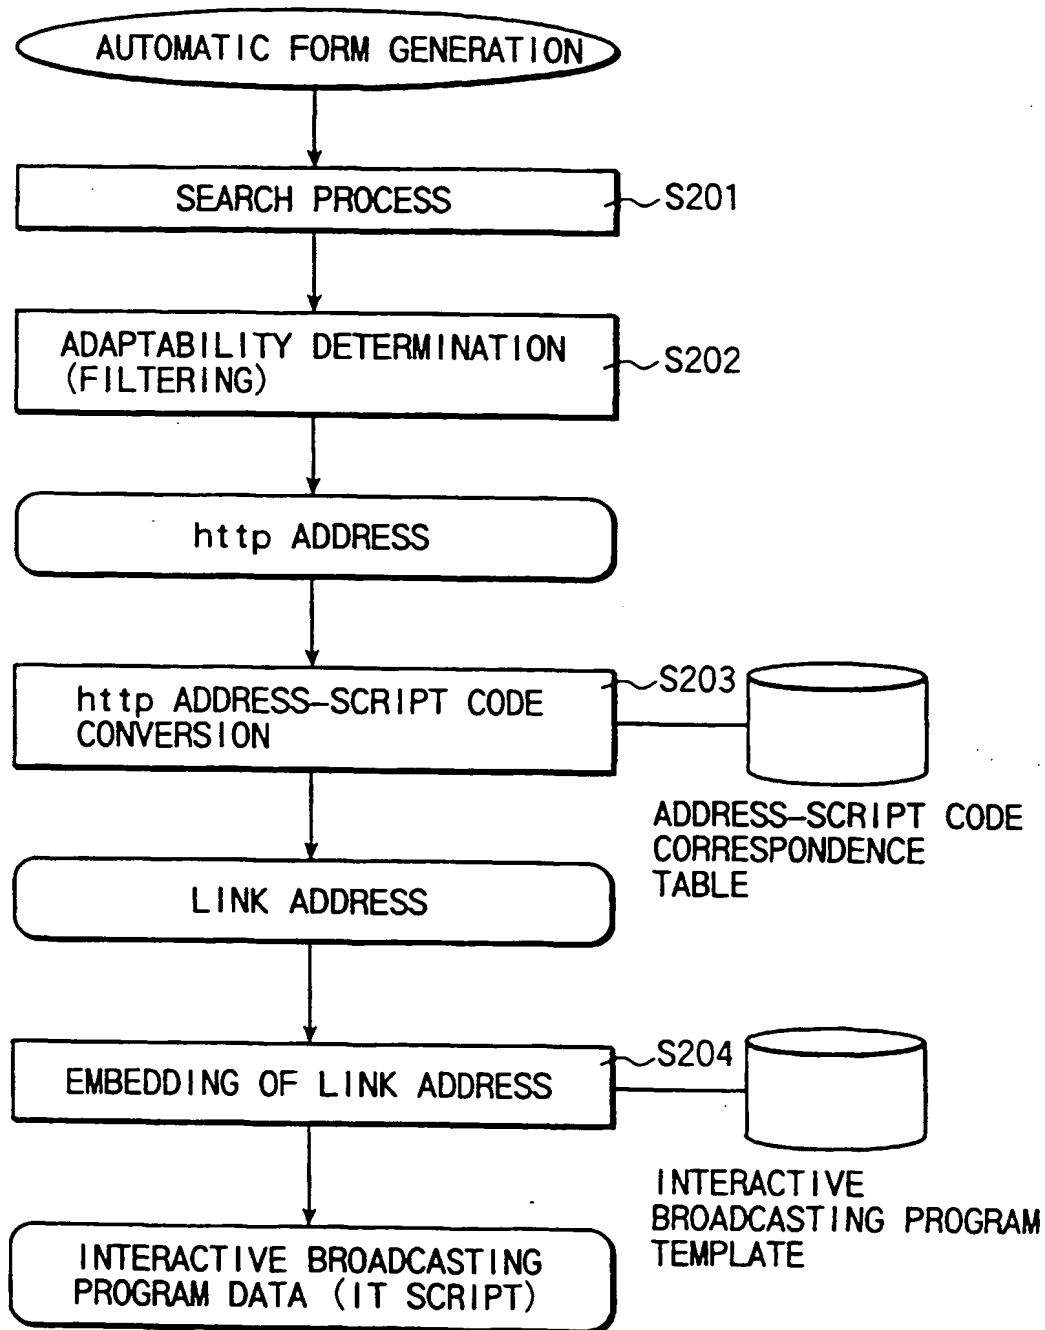 AUTOMATIC FORM GENERATION
SEARCH PROCESS
S201
ADAPTABILITY DETERMINATION
(FILTERING)
S202
http ADDRESS
http ADDRESS-SCRIPT CODE
CONVERSION
S203
ADDRESS-SCRIPT CODE
CORRESPONDENCE
TABLE
LINK ADDRESS
EMBEDDING OF LINK ADDRESS
S204
INTERACTIVE
BROADCASTING PROGRAM
TEMPLATE
INTERACTIVE BROADCASTING
PROGRAM DATA (IT SCRIPT)